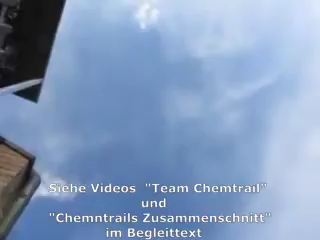 Siehe Videos "Team Chemtrail"
und
"Chemntrails Zusammenschnitt"
im Begleittext